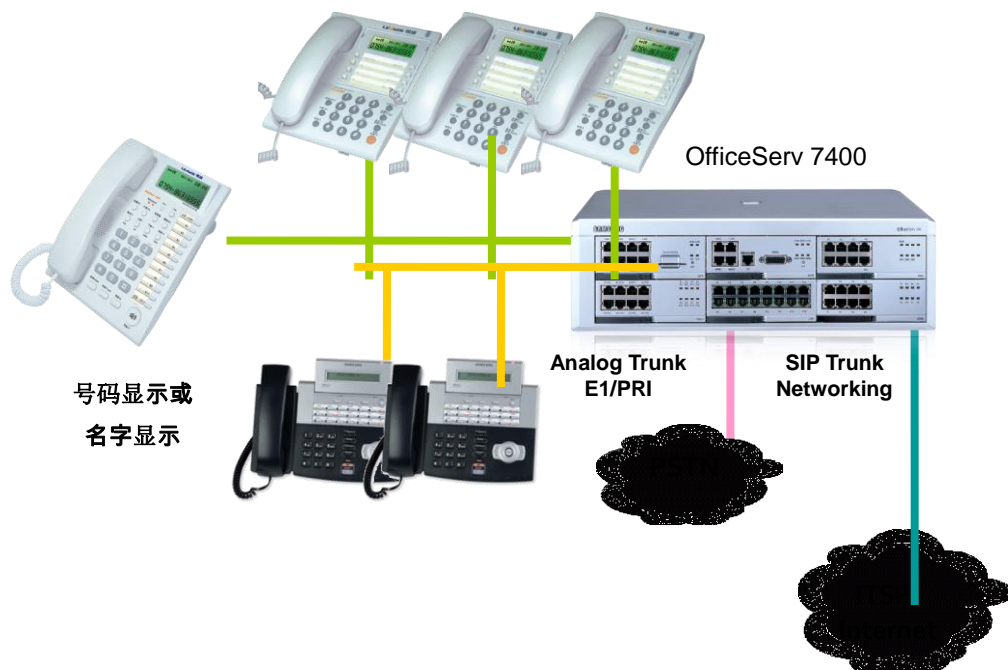 OfficeServ 7400
SAMSUNG
Analog Trunk
E1/PRI
SIP Trunk
Networking
号码显示或
名字显示
PSTN
ITSP
Internet